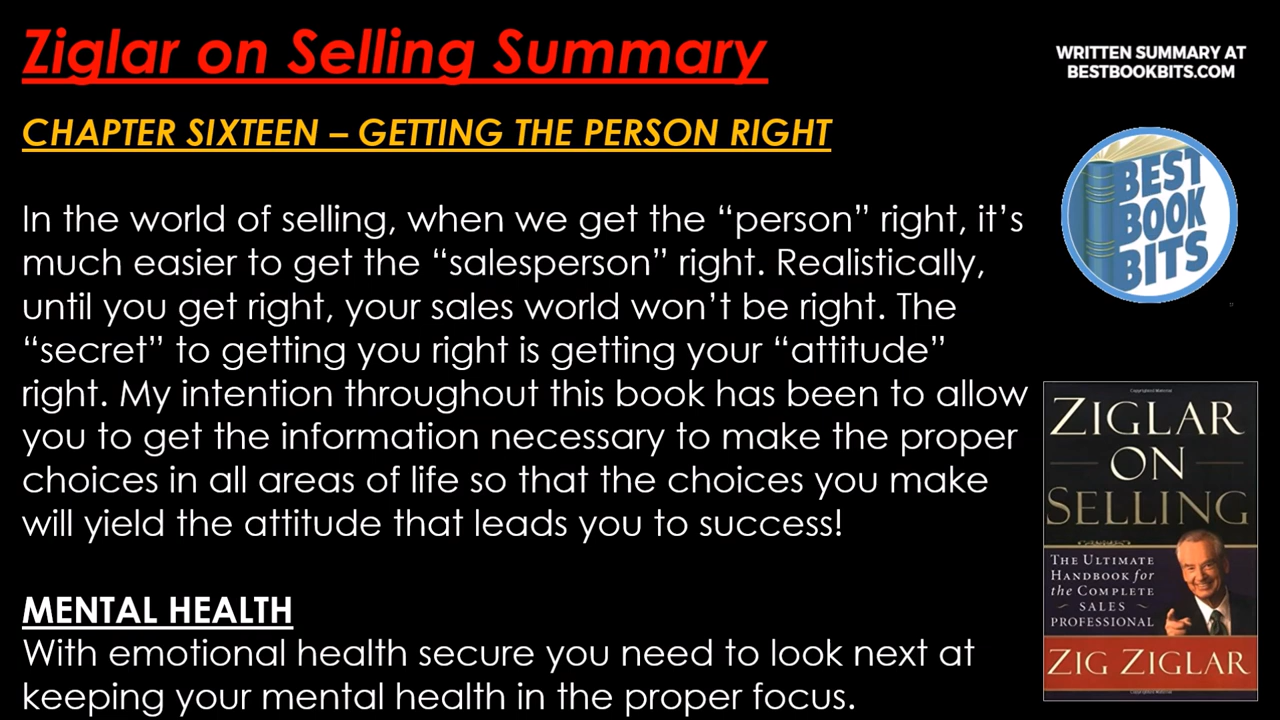 Ziglar on Selling Summary
WRITTEN SUMMARY AT
BESTBOOKBITS.COM
CHAPTER SIXTEEN – GETTING THE PERSON RIGHT
In the world of selling, when we get the “person” right, it’s
much easier to get the “salesperson” right. Realistically,
until you get right, your sales world won’t be right. The
“secret” to getting you right is getting your “attitude”
right. My intention throughout this book has been to allow
you to get the information necessary to make the proper
choices in all areas of life so that the choices you make
will yield the attitude that leads you to success!
MENTAL HEALTH
With emotional health secure you need to look next at
keeping your mental health in the proper focus.
BEST
BOOK
BITS
Copyrighted Material
ZIGLAR
ON
SELLING
THE ULTIMATE
HANDBOOK for
the COMPLETE
SALES
PROFESSIONAL
ZIG ZIGLAR
Copyrighted Material